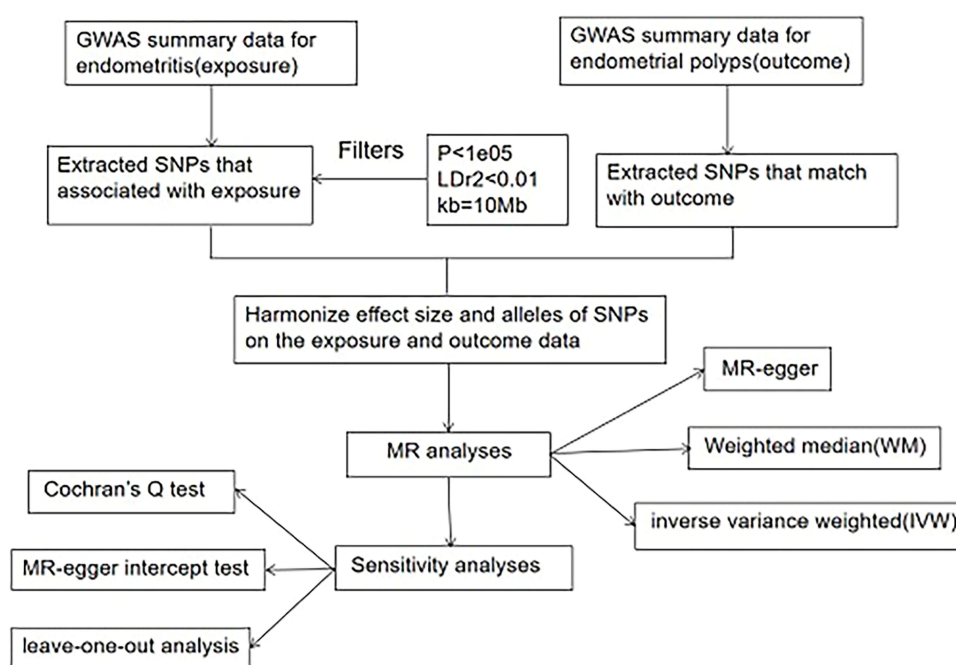 GWAS summary data for
endometritis(exposure)
GWAS summary data for
endometrial polyps(outcome)
Extracted SNPs that
associated with exposure
Filters
P<1e05
LDr2<0.01
kb=10Mb
Extracted SNPs that match
with outcome
Harmonize effect size and alleles of SNPs
on the exposure and outcome data
MR-egger
MR analyses
Weighted median(WM)
inverse variance weighted(IVW)
Cochran's Q test
MR-egger intercept test
Sensitivity analyses
leave-one-out analysis